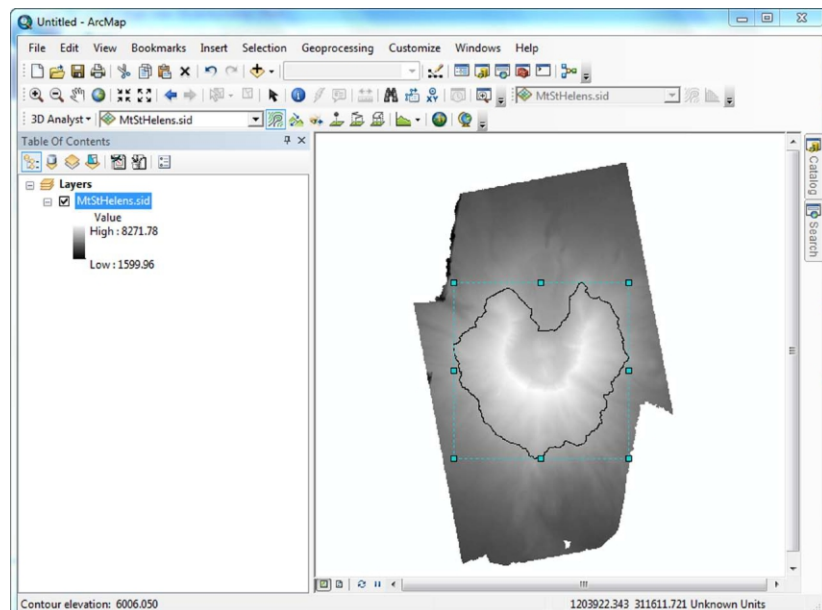 Untitled - ArcMap
File Edit View Bookmarks Insert Selection Geoprocessing Customize Windows Help
MtStHelens.sid
3D Analyst MtStHelens.sid
Table Of Contents
Layers
MtStHelens.sid
Value
High : 8271.78
Low : 1599.96
Catalog
Search
Contour elevation: 6006.050 1203922.343 311611.721 Unknown Units